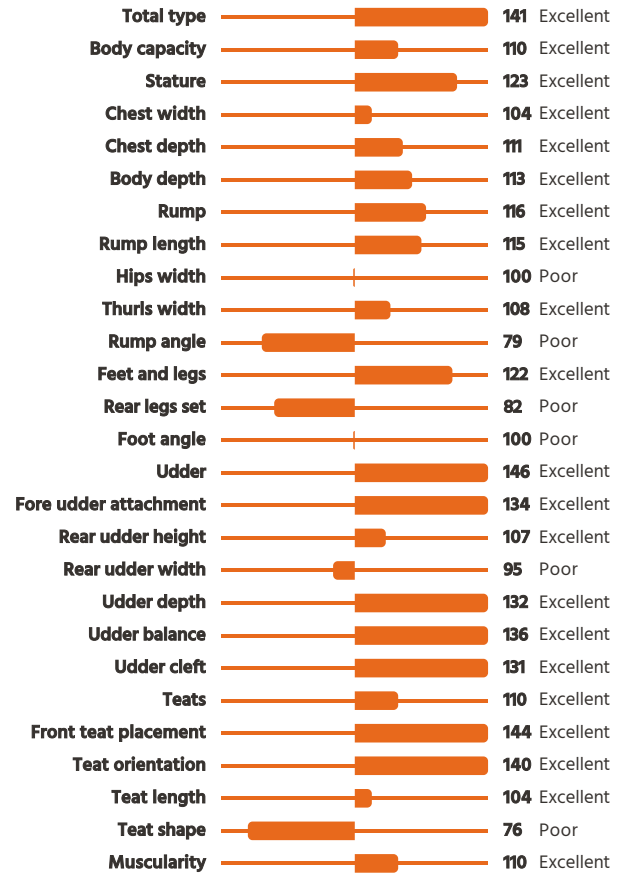 Total type 141 Excellent
Body capacity 110 Excellent
Stature 123 Excellent
Chest width 104 Excellent
Chest depth 111 Excellent
Body depth 113 Excellent
Rump 116 Excellent
Rump length 115 Excellent
Hips width 100 Poor
Thurls width 108 Excellent
Rump angle 79 Poor
Feet and legs 122 Excellent
Rear legs set 82 Poor
Foot angle 100 Poor
Udder 146 Excellent
Fore udder attachment 134 Excellent
Rear udder height 107 Excellent
Rear udder width 95 Poor
Udder depth 132 Excellent
Udder balance 136 Excellent
Udder cleft 131 Excellent
Teats 110 Excellent
Front teat placement 144 Excellent
Teat orientation 140 Excellent
Teat length 104 Excellent
Teat shape 76 Poor
Muscularity 110 Excellent